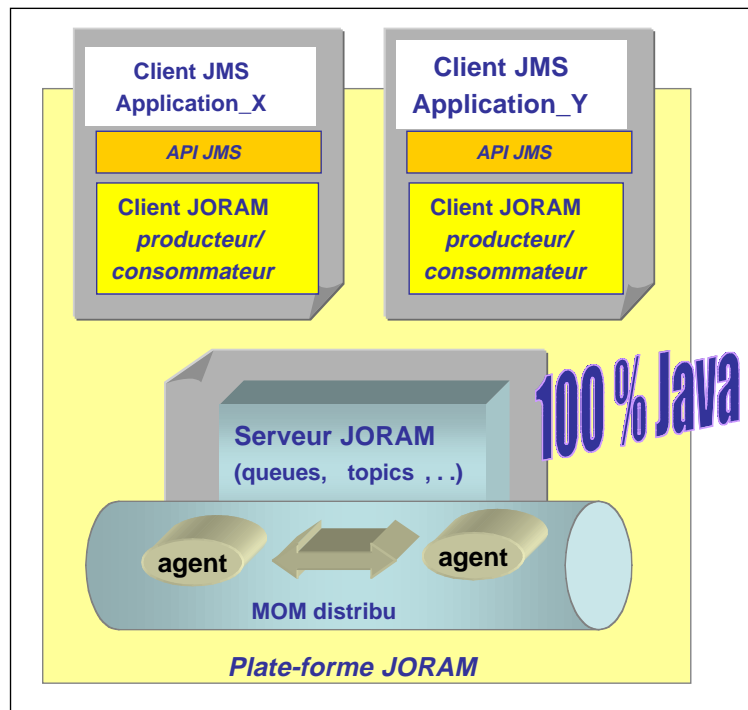 Client JMS
Application_X
API JMS
Client JORAM
producteur/
consommateur
Client JMS
Application_Y
API JMS
Client JORAM
producteur/
consommateur
100 % Java
Serveur JORAM
(queues, topics , . .)
agent
agent
MOM distribu
Plate-forme JORAM